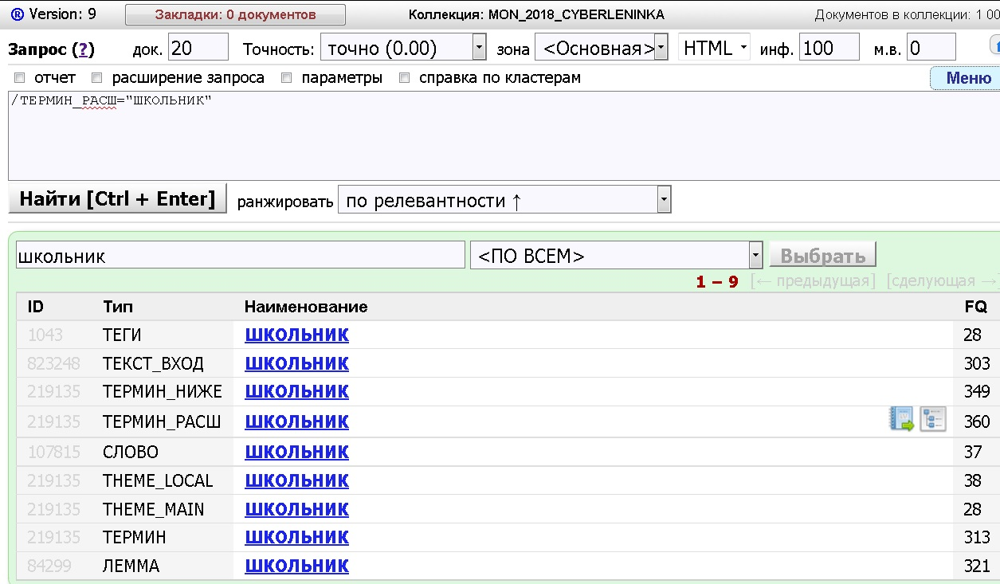 ® Version: 9 Закладки: 0 документов Коллекция: MON_2018_CYBERLENINKA Документов в коллекции: 1 00
Запрос (?) док. 20 Точность: точно (0.00) зона <Основная> HTML инф. 100 м.в. 0
отчет расширение запроса параметры справка по кластерам Меню
/ТЕРМИН_РАСШ="ШКОЛЬНИК"
Найти [Ctrl + Enter] ранжировать по релевантности ↑
школьник <ПО ВСЕМ> Выбрать
1 – 9 [← предыдущая] [сделующая →]
ID Тип Наименование FQ
1043 ТЕГИ ШКОЛЬНИК 28
823248 ТЕКСТ_ВХОД ШКОЛЬНИК 303
219135 ТЕРМИН_НИЖЕ ШКОЛЬНИК 349
219135 ТЕРМИН_РАСШ ШКОЛЬНИК 360
107815 СЛОВО ШКОЛЬНИК 37
219135 THEME_LOCAL ШКОЛЬНИК 38
219135 THEME_MAIN ШКОЛЬНИК 28
219135 ТЕРМИН ШКОЛЬНИК 313
84299 ЛЕММА ШКОЛЬНИК 321